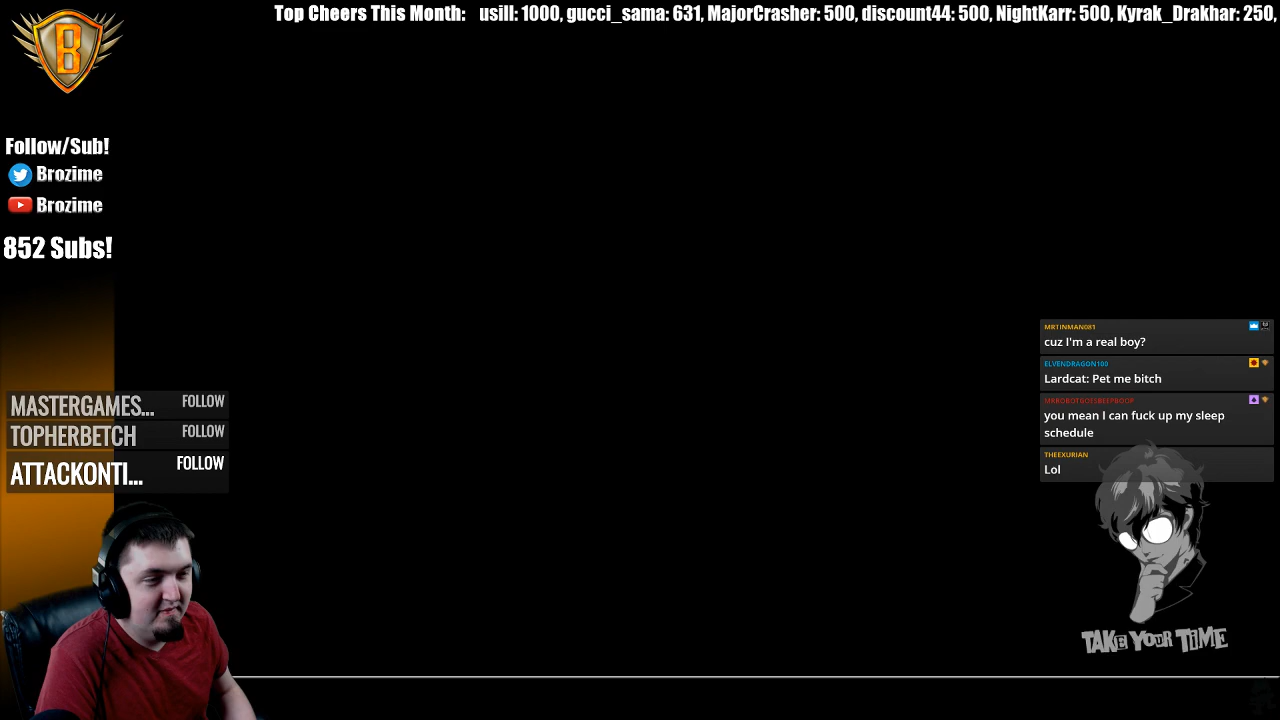 Top Cheers This Month: usill: 1000, gucci_sama: 631, MajorCrasher: 500, discount44: 500, NightKarr: 500, Kyrak_Drakhar: 250,
B
Follow/Sub!
Brozime
Brozime
852 Subs!
MASTERGAMES... FOLLOW
TOPHERBETCH FOLLOW
ATTACKONTI... FOLLOW
MRTINMAN081
cuz I'm a real boy?
ELVENDRAGON100
Lardcat: Pet me bitch
MRROBOTGOESBEEPBOOP
you mean I can fuck up my sleep
schedule
THEEXURIAN
Lol
TAKE YOUR TIME